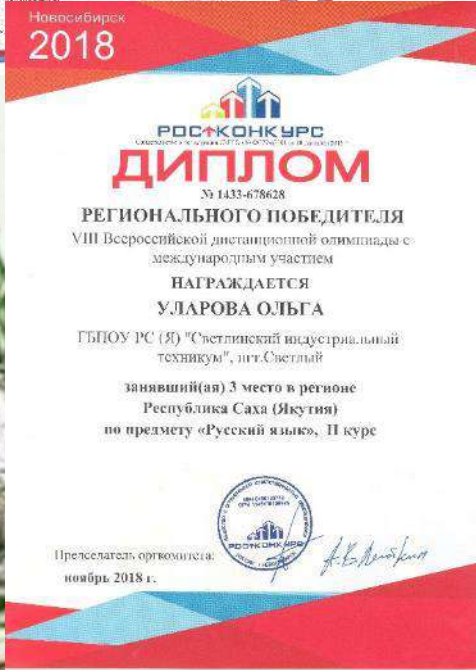 Новосибирск
2018
РОСТКОНКУРС
ДИПЛОМ
№ 1433-678628
РЕГИОНАЛЬНОГО ПОБЕДИТЕЛЯ
VIII Всероссийской дистанционной олимпиады с
международным участием
НАГРАЖДАЕТСЯ
УЛАРОВА ОЛЬГА
ГБПОУ РС (Я) "Светлинский индустриальный
техникум", пгт.Светлый
занявший(ая) 3 место в регионе
Республика Саха (Якутия)
по предмету «Русский язык», II курс
РОСТКОНКУРС
Председатель оргкомитета:
ноябрь 2018 г.